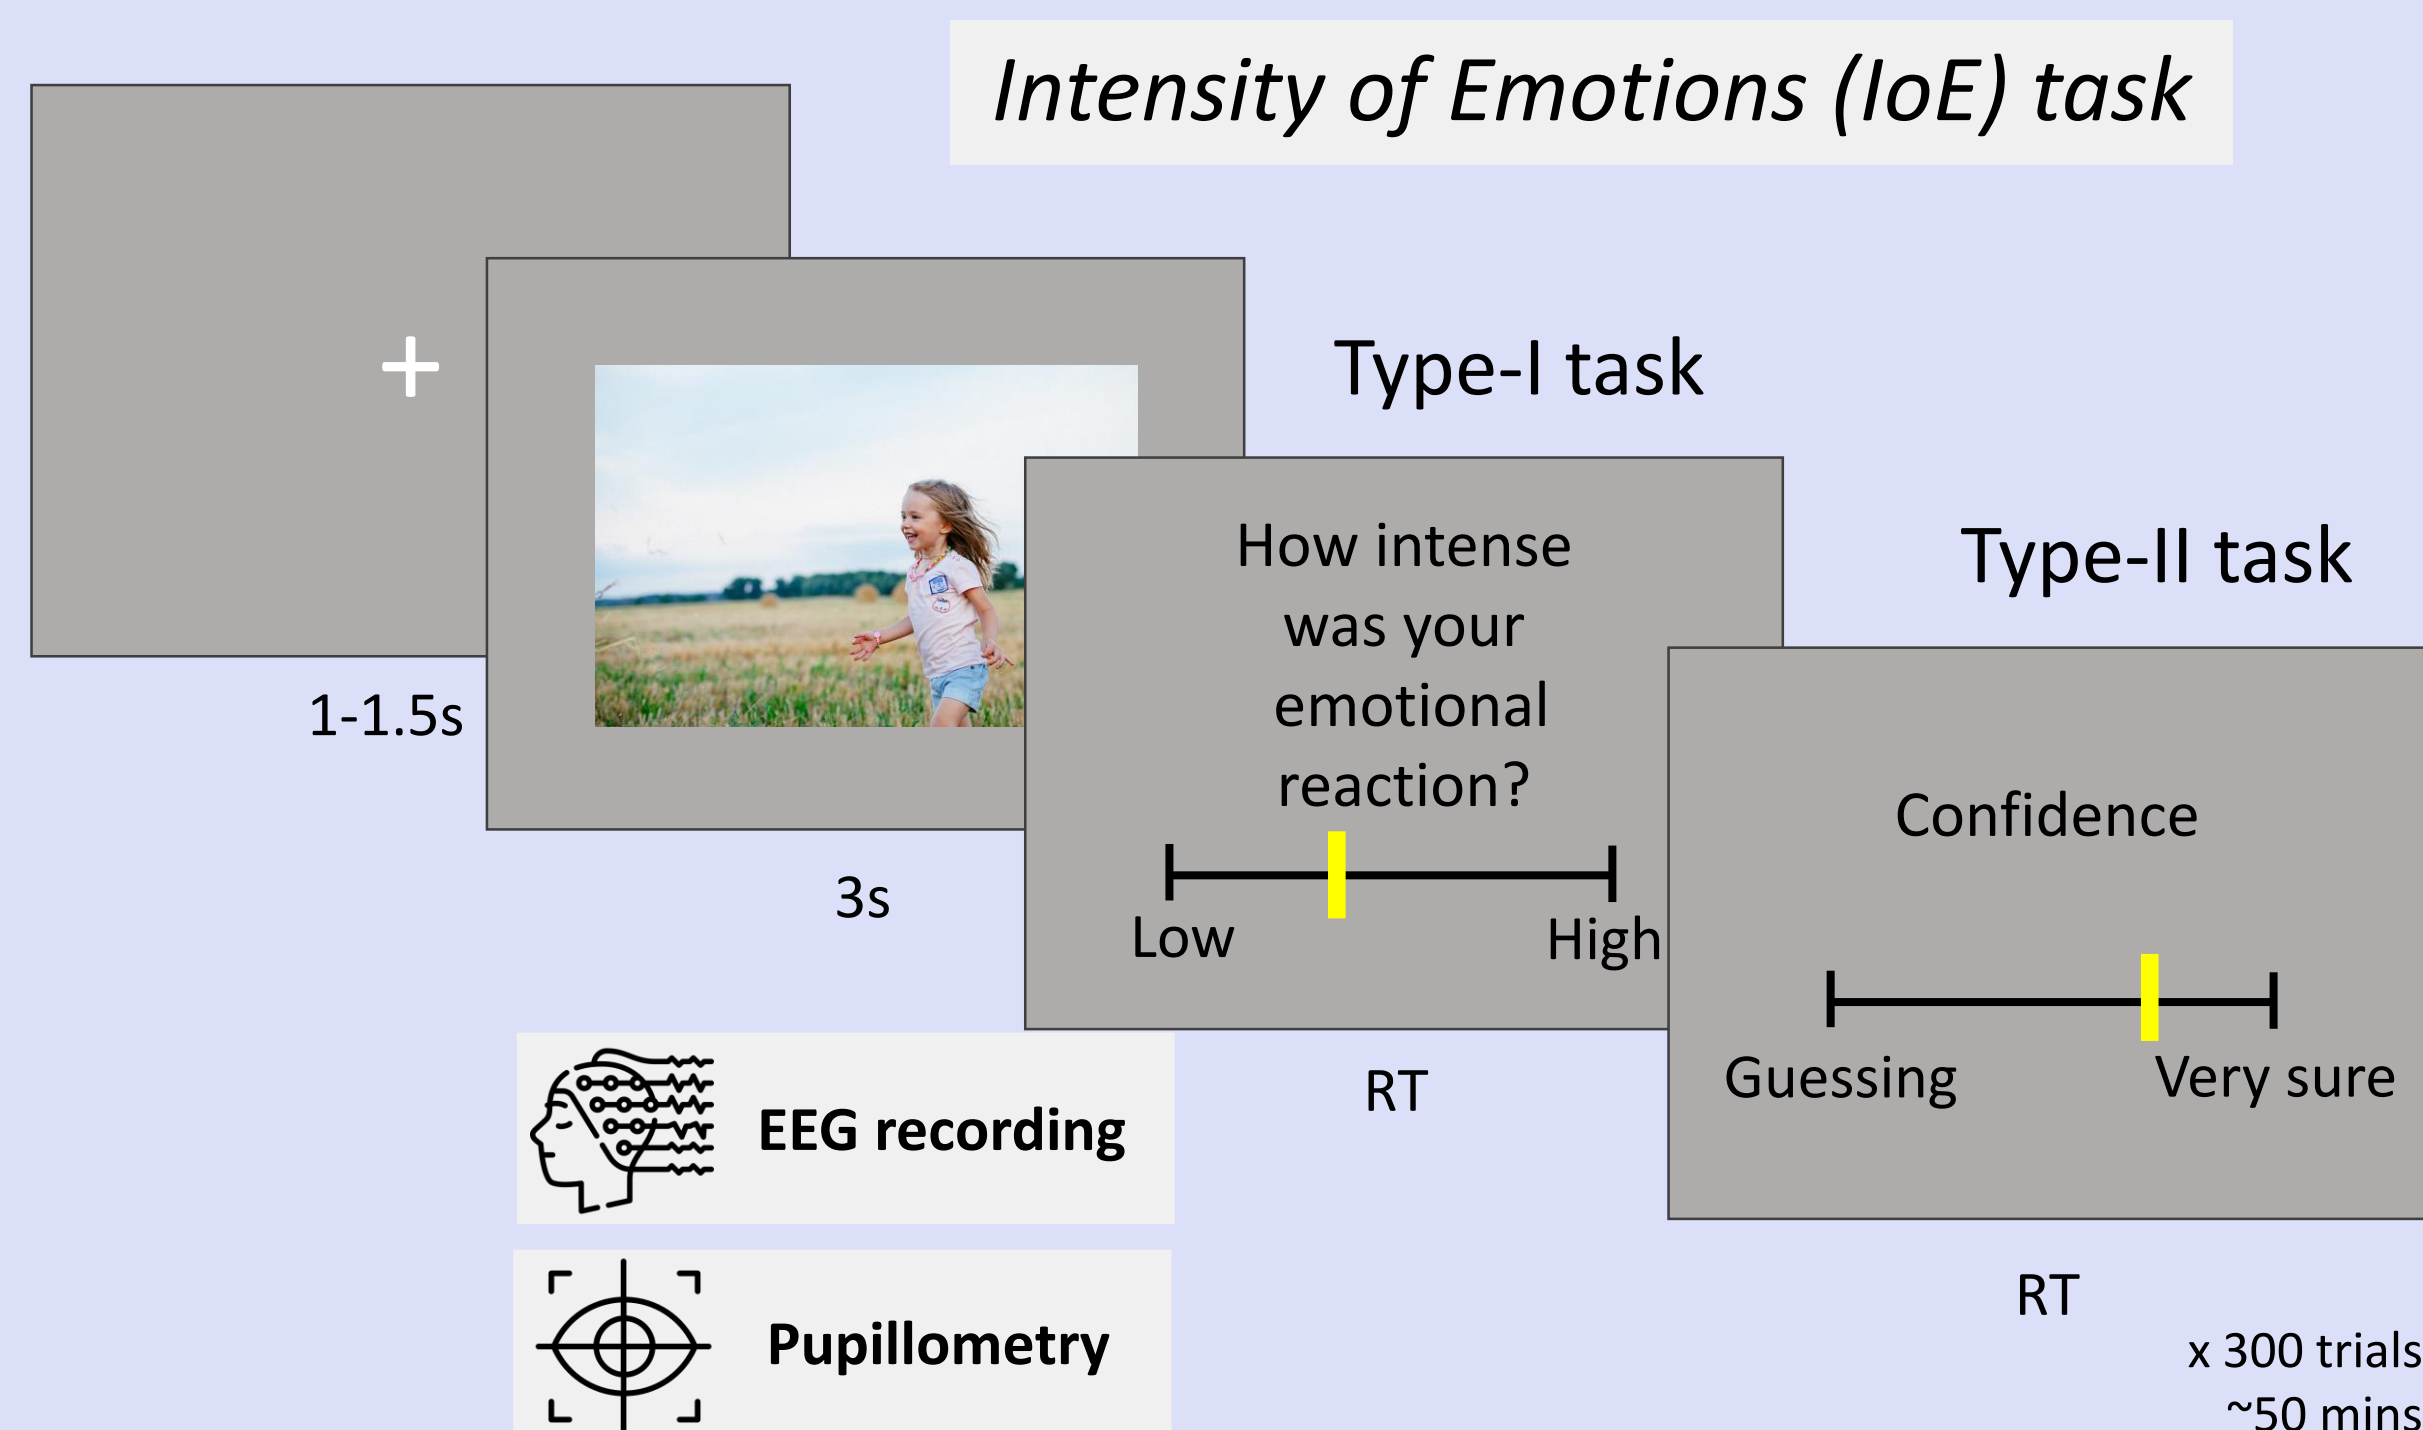 Intensity of Emotions (IoE) task
+
1-1.5s
3s
Type-I task
How intense
was your
emotional
reaction?
Low High
RT
Type-II task
Confidence
Guessing Very sure
RT
x 300 trials
~50 mins
EEG recording
Pupillometry